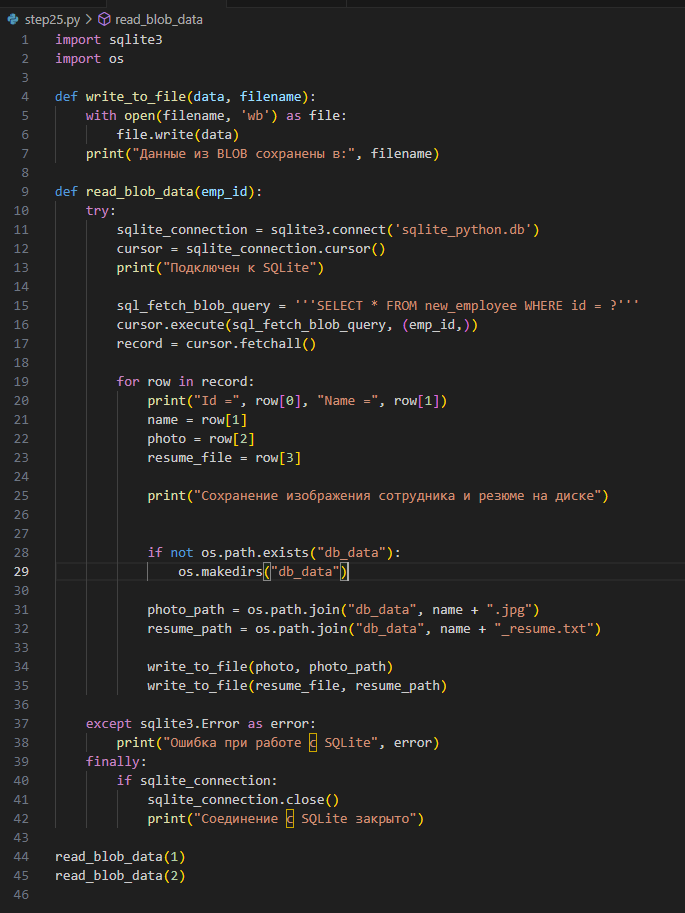 step25.py > read_blob_data
1 import sqlite3
2 import os
3
4 def write_to_file(data, filename):
5     with open(filename, 'wb') as file:
6         file.write(data)
7     print("Данные из BLOB сохранены в:", filename)
8
9 def read_blob_data(emp_id):
10     try:
11         sqlite_connection = sqlite3.connect('sqlite_python.db')
12         cursor = sqlite_connection.cursor()
13         print("Подключен к SQLite")
14
15         sql_fetch_blob_query = '''SELECT * FROM new_employee WHERE id = ?'''
16         cursor.execute(sql_fetch_blob_query, (emp_id,))
17         record = cursor.fetchall()
18
19         for row in record:
20             print("Id =", row[0], "Name =", row[1])
21             name = row[1]
22             photo = row[2]
23             resume_file = row[3]
24
25             print("Сохранение изображения сотрудника и резюме на диске")
26
27
28             if not os.path.exists("db_data"):
29                 os.makedirs("db_data")
30
31             photo_path = os.path.join("db_data", name + ".jpg")
32             resume_path = os.path.join("db_data", name + "_resume.txt")
33
34             write_to_file(photo, photo_path)
35             write_to_file(resume_file, resume_path)
36
37     except sqlite3.Error as error:
38         print("Ошибка при работе с SQLite", error)
39     finally:
40         if sqlite_connection:
41             sqlite_connection.close()
42             print("Соединение с SQLite закрыто")
43
44 read_blob_data(1)
45 read_blob_data(2)
46